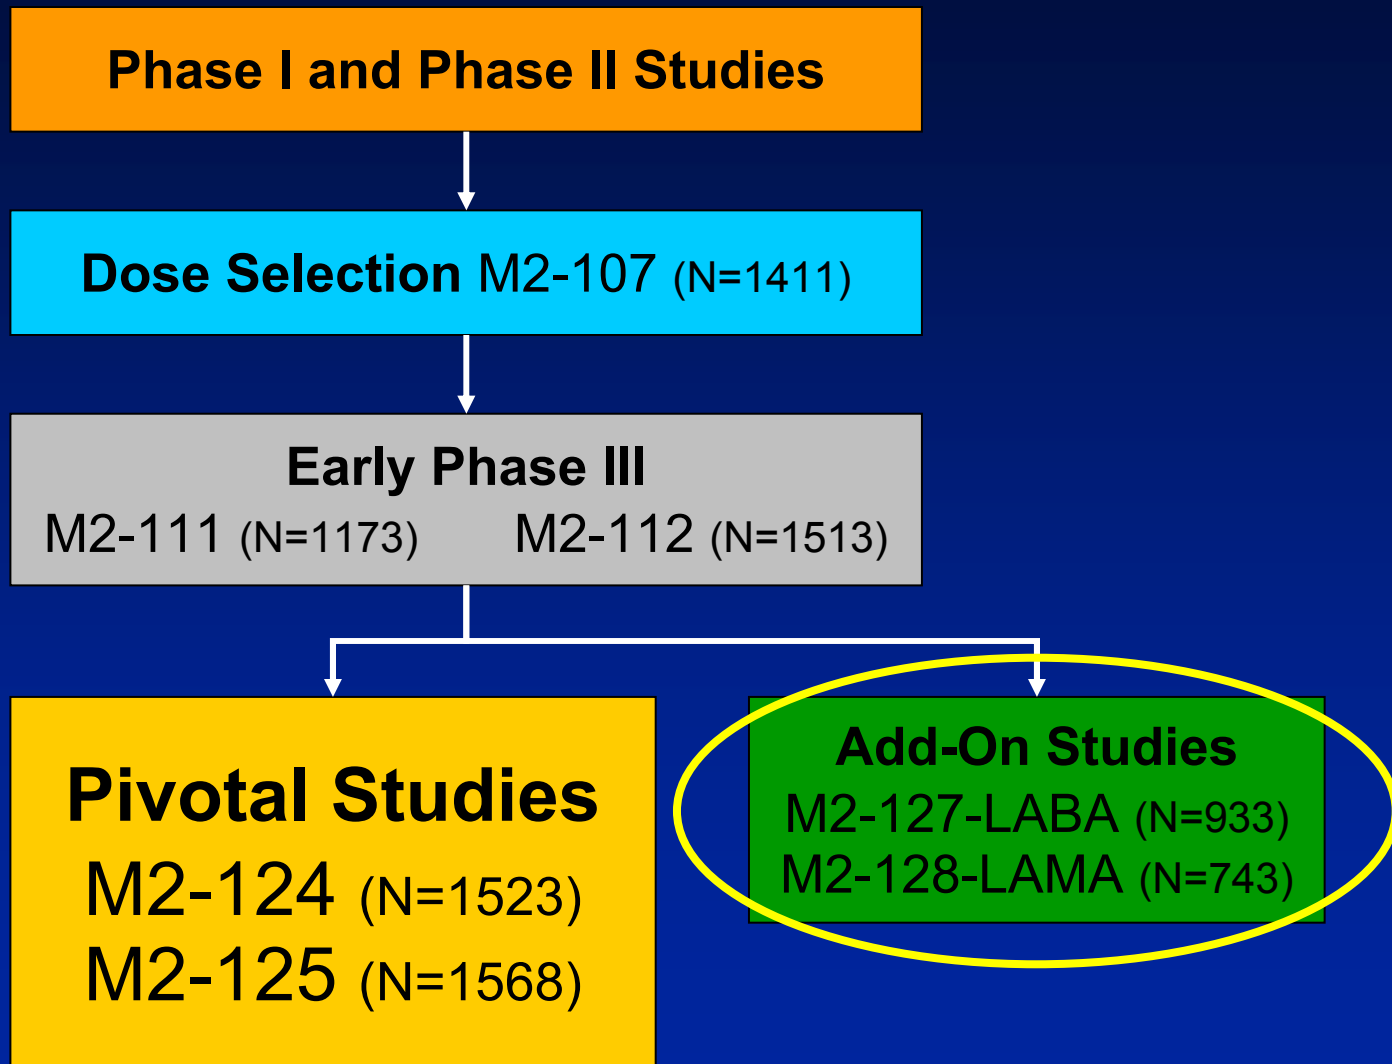 Phase I and Phase II Studies
Dose Selection M2-107 (N=1411)
Early Phase III
M2-111 (N=1173) M2-112 (N=1513)
Pivotal Studies
M2-124 (N=1523)
M2-125 (N=1568)
Add-On Studies
M2-127-LABA (N=933)
M2-128-LAMA (N=743)